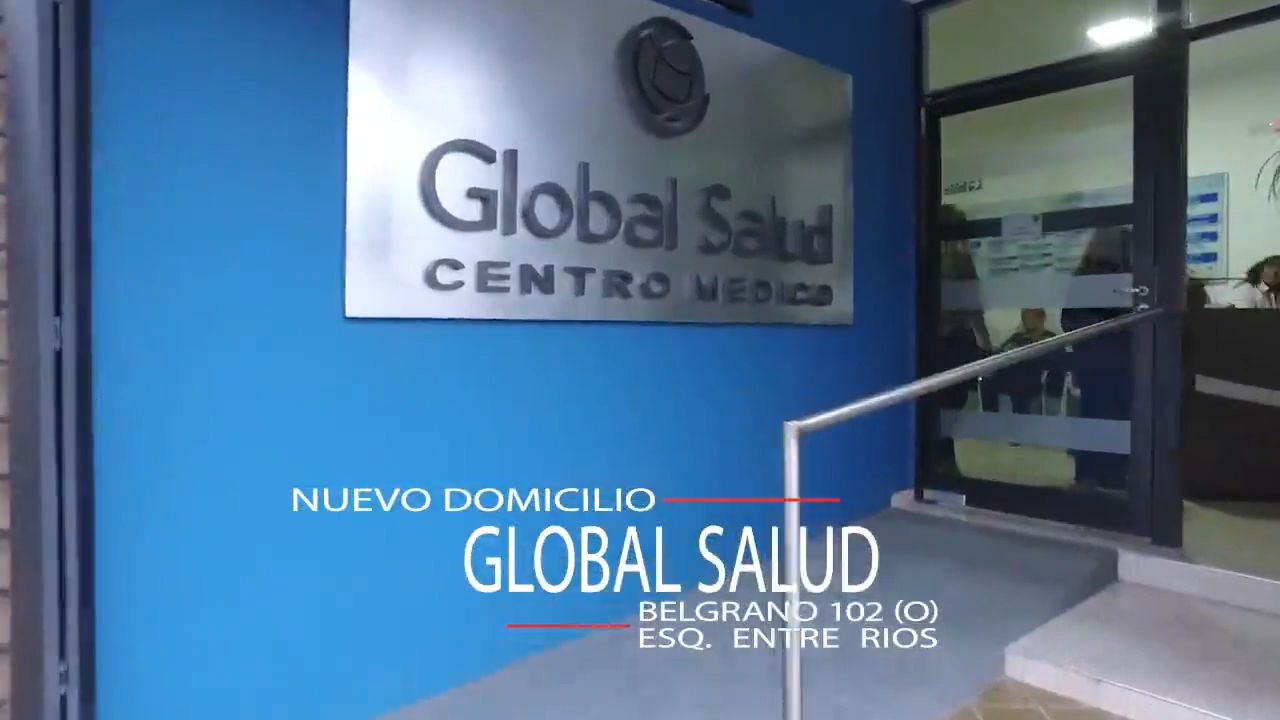 Global Salud
CENTRO MEDICO
NUEVO DOMICILIO
GLOBAL SALUD
BELGRANO 102 (O)
ESQ. ENTRE RIOS